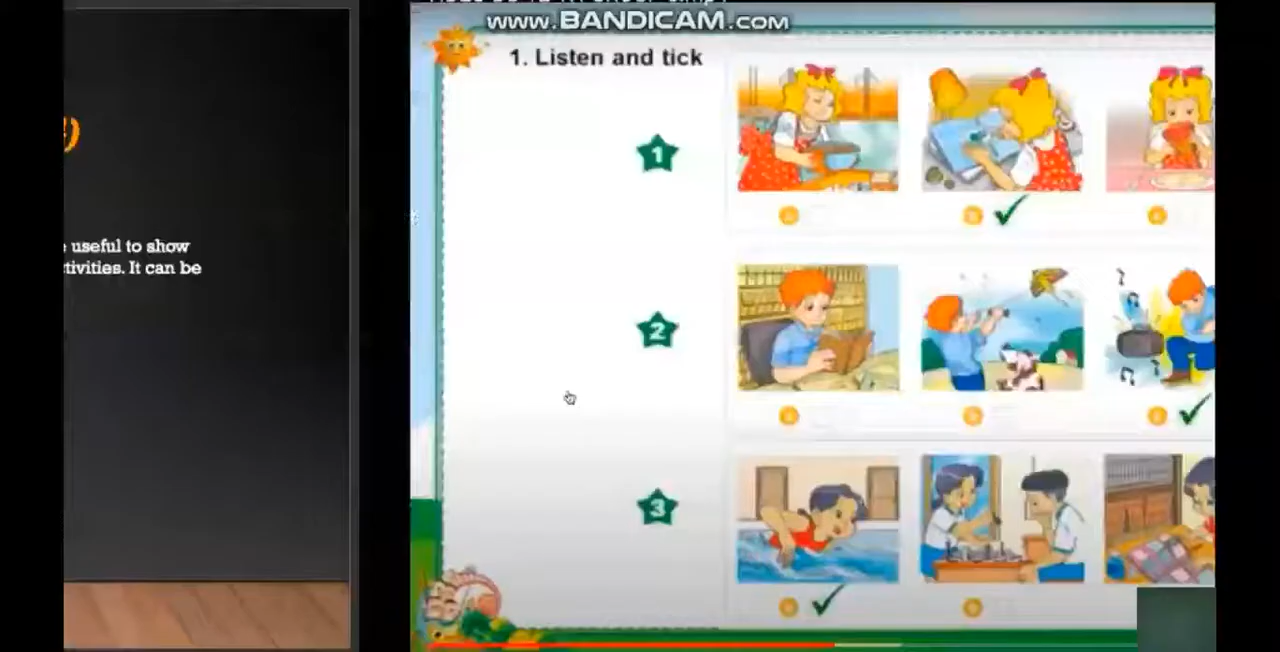 useful to show
tivities. It can be
www.BANDICAM.com
1. Listen and tick
1
2
3